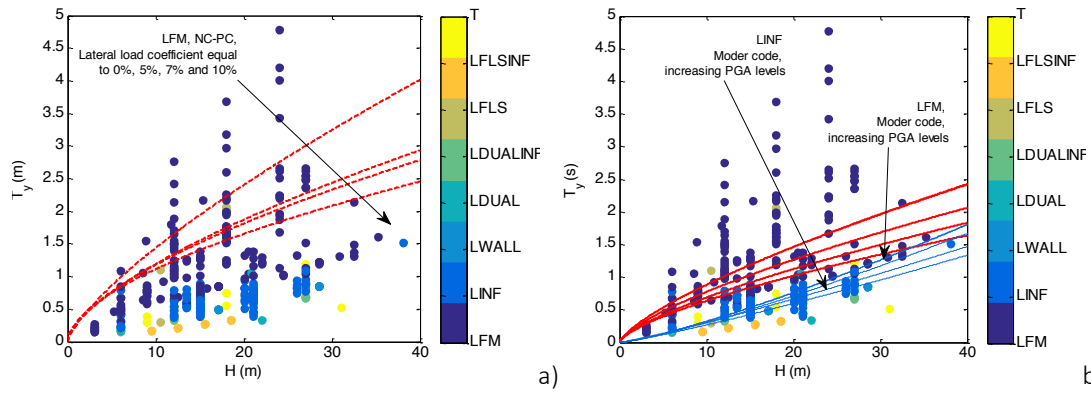 5
4.5
4
3.5
3
2.5
2
1.5
1
0.5
0
T_y (m)
0 10 20 30 40
H (m)
LFM, NC-PC,
Lateral load coefficient equal
to 0%, 5%, 7% and 10%
T
LFLSINF
LFLS
LDUALINF
LDUAL
LWALL
LINF
LFM
a)
5
4.5
4
3.5
3
2.5
2
1.5
1
0.5
0
T_y (s)
0 10 20 30 40
H (m)
LINF
Moder code,
increasing PGA levels
LFM,
Moder code,
increasing PGA levels
T
LFLSINF
LFLS
LDUALINF
LDUAL
LWALL
LINF
LFM
b